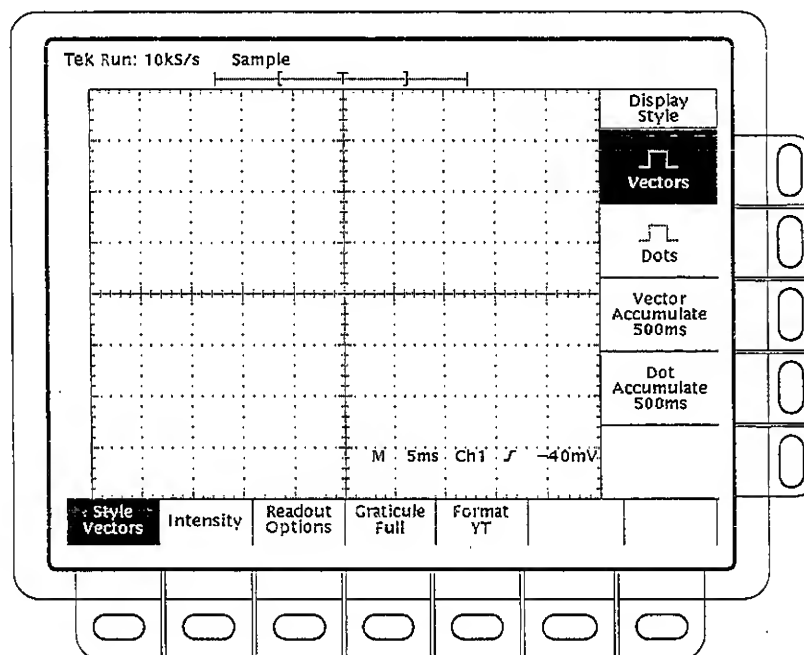 Tek Run: 10kS/s Sample
Display
Style
Vectors
Dots
Vector
Accumulate
500ms
Dot
Accumulate
500ms
M 5ms Ch1 –40mV
Style
Vectors
Intensity
Readout
Options
Graticule
Full
Format
YT